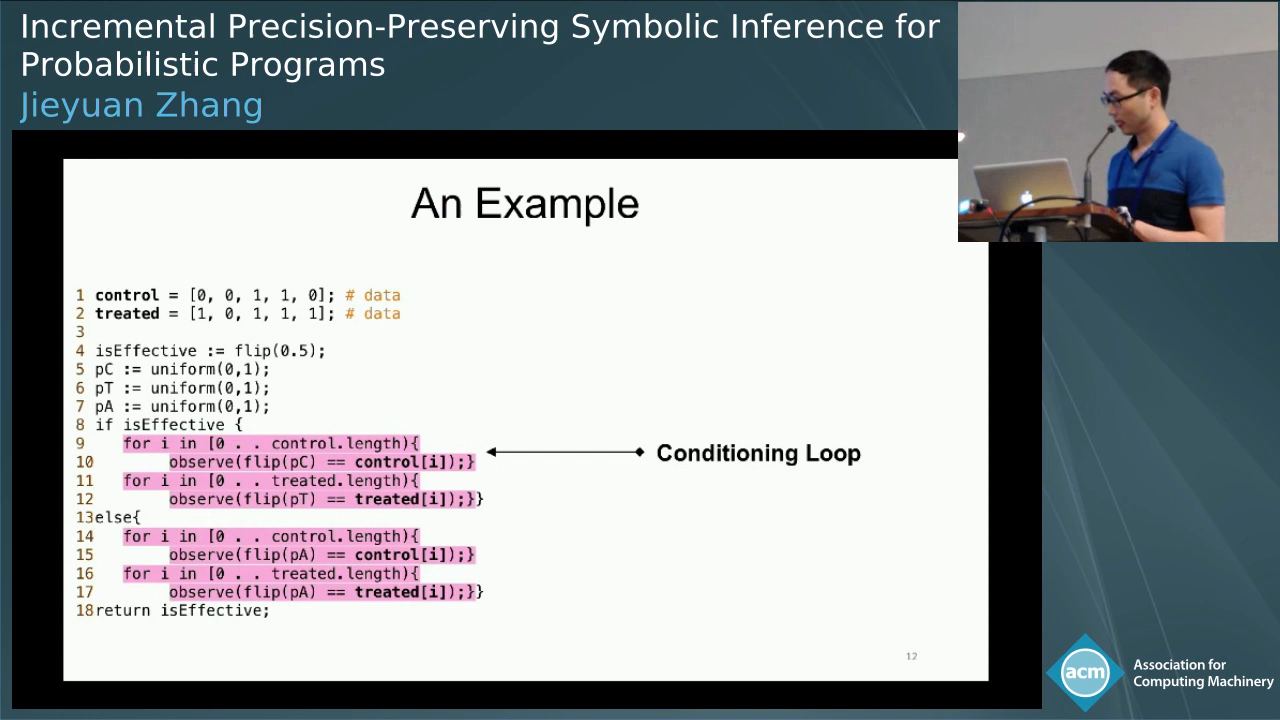 Incremental Precision-Preserving Symbolic Inference for
Probabilistic Programs
Jieyuan Zhang
An Example
1 control = [0, 0, 1, 1, 0]; # data
2 treated = [1, 0, 1, 1, 1]; # data
3
4 isEffective := flip(0.5);
5 pC := uniform(0,1);
6 pT := uniform(0,1);
7 pA := uniform(0,1);
8 if isEffective {
9 for i in [0 . . control.length){
10 observe(flip(pC) == control[i]);}
11 for i in [0 . . treated.length){
12 observe(flip(pT) == treated[i]);}}
13else{
14 for i in [0 . . control.length){
15 observe(flip(pA) == control[i]);}
16 for i in [0 . . treated.length){
17 observe(flip(pA) == treated[i]);}}
18return isEffective;
Conditioning Loop
12
acm
Association for
Computing Machinery